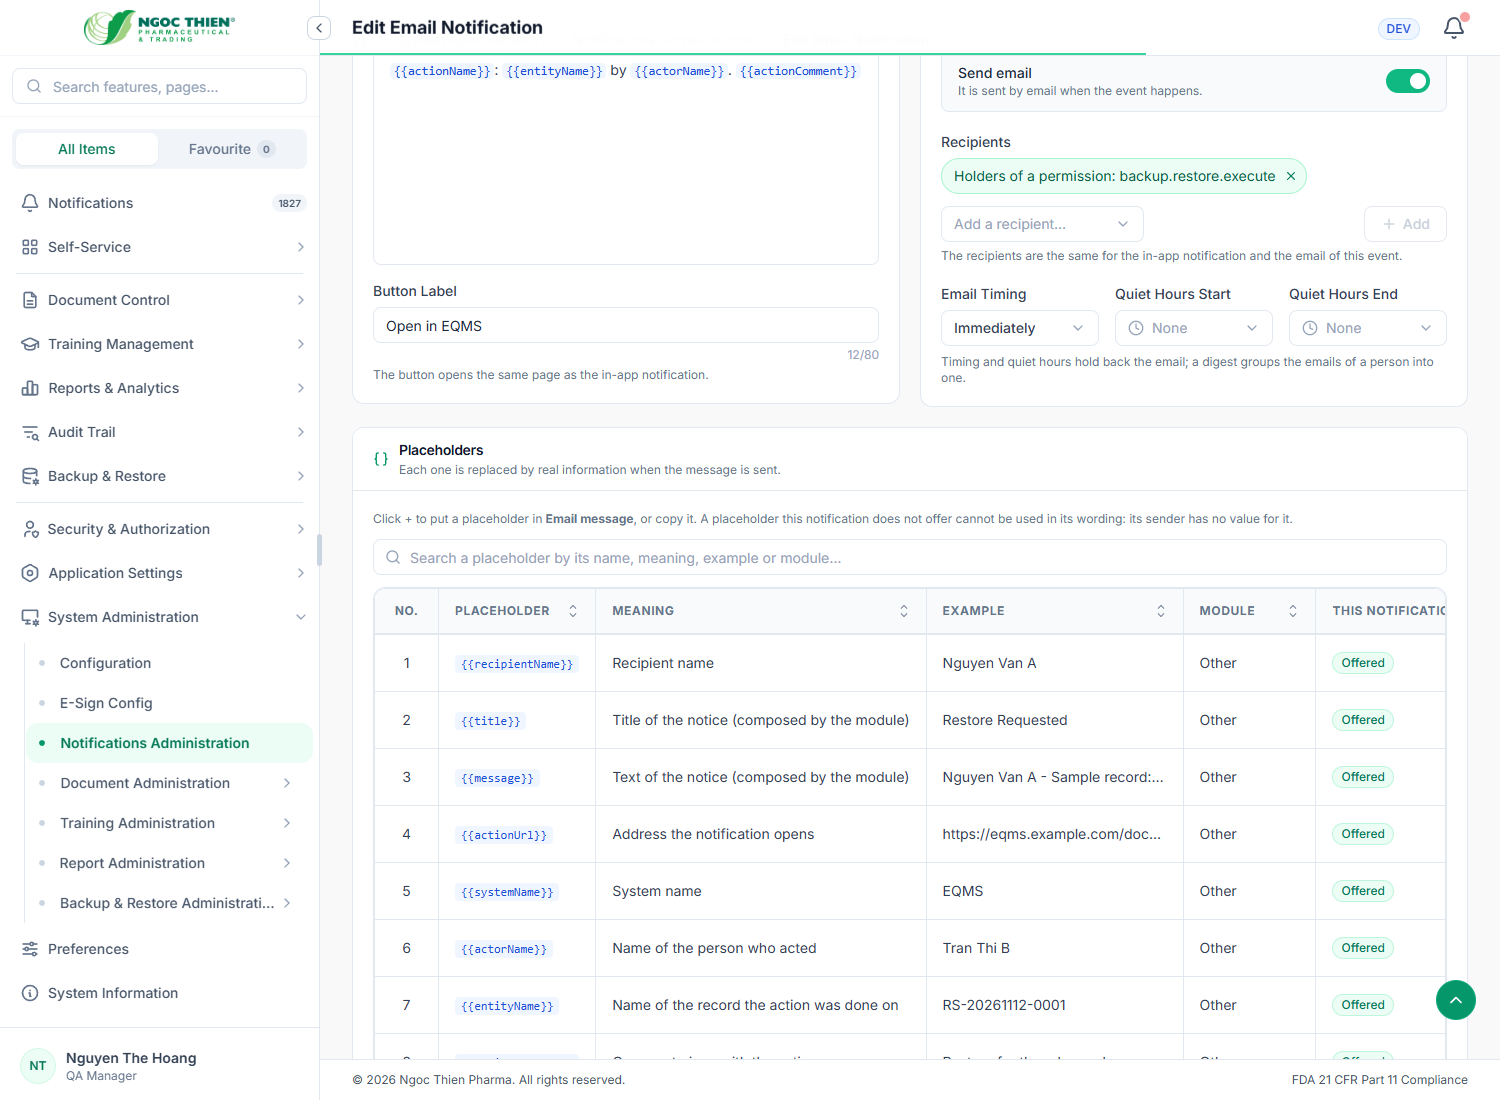 NGOC THIEN®
PHARMACEUTICAL
& TRADING
Search features, pages...
All Items
Favourite 0
Notifications 1827
Self-Service
Document Control
Training Management
Reports & Analytics
Audit Trail
Backup & Restore
Security & Authorization
Application Settings
System Administration
Configuration
E-Sign Config
Notifications Administration
Document Administration
Training Administration
Report Administration
Backup & Restore Administrati...
Preferences
System Information
NT
Nguyen The Hoang
QA Manager
Edit Email Notification
DEV
{{actionName}}: {{entityName}} by {{actorName}}. {{actionComment}}
Button Label
Open in EQMS
12/80
The button opens the same page as the in-app notification.
Send email
It is sent by email when the event happens.
Recipients
Holders of a permission: backup.restore.execute ×
Add a recipient...
+ Add
The recipients are the same for the in-app notification and the email of this event.
Email Timing
Quiet Hours Start
Quiet Hours End
Immediately
None
None
Timing and quiet hours hold back the email; a digest groups the emails of a person into
one.
{} Placeholders
Each one is replaced by real information when the message is sent.
Click + to put a placeholder in Email message, or copy it. A placeholder this notification does not offer cannot be used in its wording: its sender has no value for it.
Search a placeholder by its name, meaning, example or module...
NO. PLACEHOLDER MEANING EXAMPLE MODULE THIS NOTIFICATIO
1 {{recipientName}} Recipient name Nguyen Van A Other Offered
2 {{title}} Title of the notice (composed by the module) Restore Requested Other Offered
3 {{message}} Text of the notice (composed by the module) Nguyen Van A - Sample record:... Other Offered
4 {{actionUrl}} Address the notification opens https://eqms.example.com/doc... Other Offered
5 {{systemName}} System name EQMS Other Offered
6 {{actorName}} Name of the person who acted Tran Thi B Other Offered
7 {{entityName}} Name of the record the action was done on RS-20261112-0001 Other Offered
© 2026 Ngoc Thien Pharma. All rights reserved.
FDA 21 CFR Part 11 Compliance